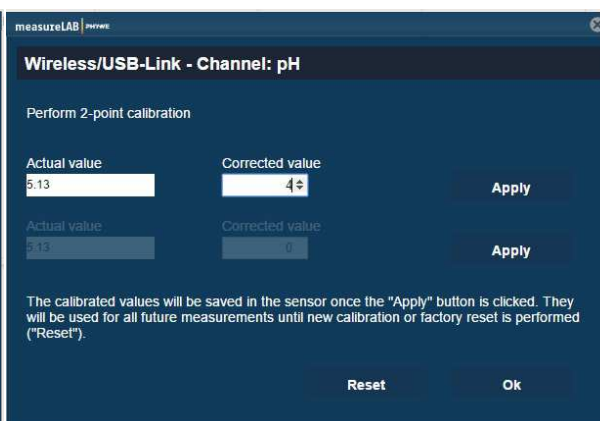 measureLAB PHYWE
Wireless/USB-Link - Channel: pH
Perform 2-point calibration
Actual value Corrected value
5.13 4 Apply
Actual value Corrected value
5.13 0 Apply
The calibrated values will be saved in the sensor once the "Apply" button is clicked. They
will be used for all future measurements until new calibration or factory reset is performed
("Reset").
Reset Ok